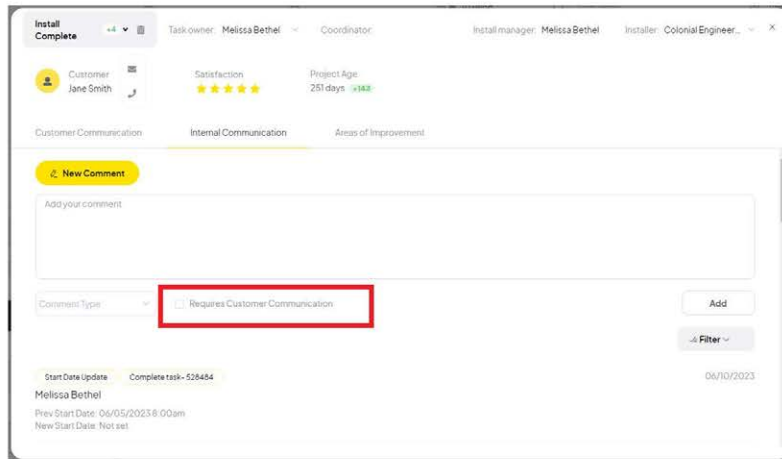 Install Complete +4 Task owner: Melissa Bethel Coordinator: Install manager: Melissa Bethel Installer: Colonial Engineer...
Customer
Jane Smith
Satisfaction
Project Age
251 days +142
Customer Communication Internal Communication Areas of Improvement
New Comment
Add your comment
Comment Type Requires Customer Communication Add
Filter
Start Date Update Complete task- 528484 06/10/2023
Melissa Bethel
Prev Start Date: 06/05/2023 8:00am
New Start Date: Not set